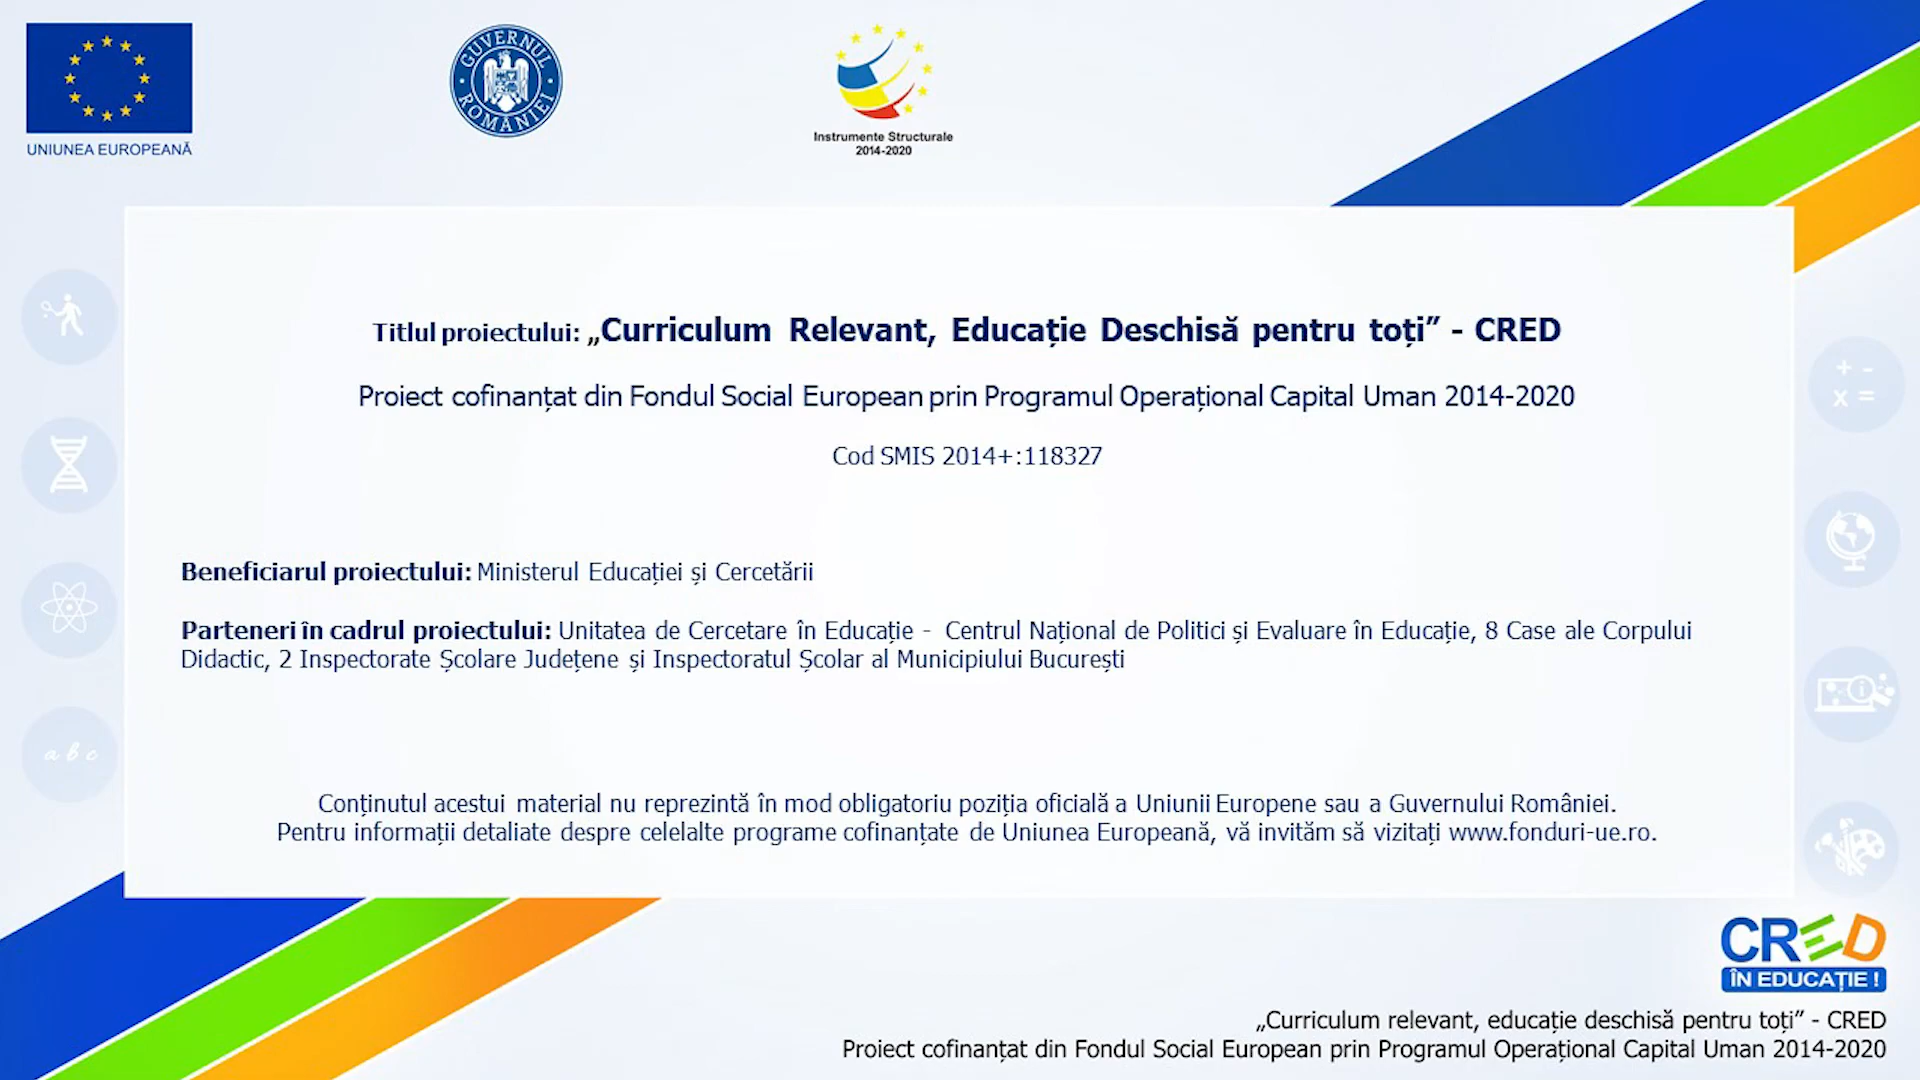 UNIUNEA EUROPEANĂ
GUVERNUL ROMÂNIEI
Instrumente Structurale
2014-2020
Titlul proiectului: „Curriculum Relevant, Educație Deschisă pentru toți” - CRED
Proiect cofinanțat din Fondul Social European prin Programul Operațional Capital Uman 2014-2020
Cod SMIS 2014+:118327
Beneficiarul proiectului: Ministerul Educației și Cercetării
Parteneri în cadrul proiectului: Unitatea de Cercetare în Educație - Centrul Național de Politici și Evaluare în Educație, 8 Case ale Corpului
Didactic, 2 Inspectorate Școlare Județene și Inspectoratul Școlar al Municipiului București
a b c
+ -
x =
Conținutul acestui material nu reprezintă în mod obligatoriu poziția oficială a Uniunii Europene sau a Guvernului României.
Pentru informații detaliate despre celelalte programe cofinanțate de Uniunea Europeană, vă invităm să vizitați www.fonduri-ue.ro.
CRED
ÎN EDUCAȚIE !
„Curriculum relevant, educație deschisă pentru toți” - CRED
Proiect cofinanțat din Fondul Social European prin Programul Operațional Capital Uman 2014-2020